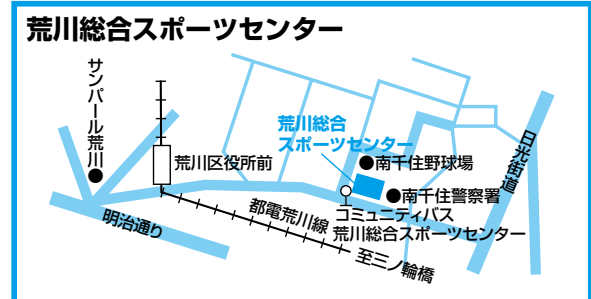 荒川総合スポーツセンター
サンパール荒川
荒川区役所前
荒川総合
スポーツセンター
南千住野球場
南千住警察署
日光街道
コミュニティバス
荒川総合スポーツセンター
都電荒川線
至三ノ輪橋
明治通り